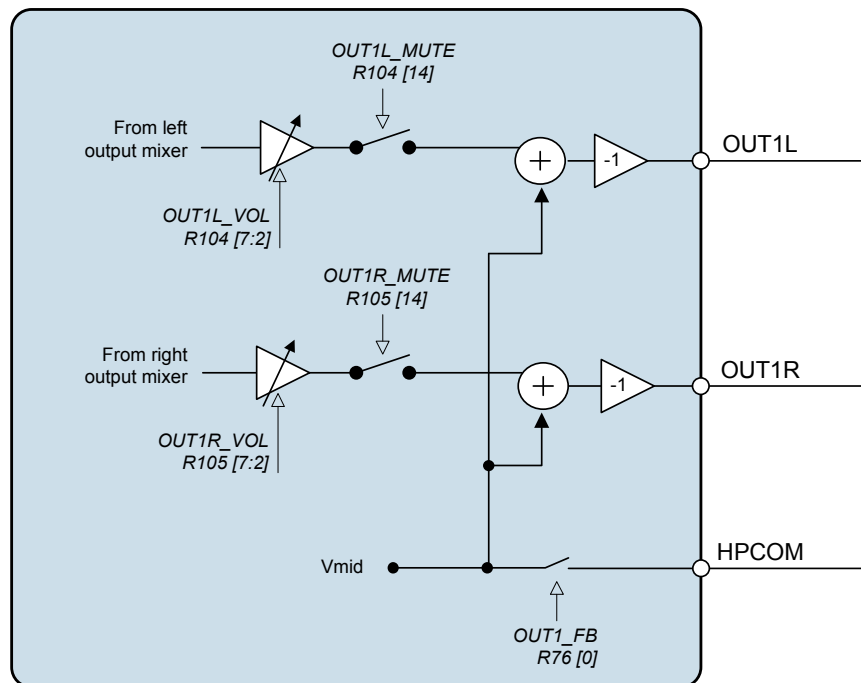 OUT1L_MUTE
R104 [14]
From left
output mixer
-1
OUT1L
OUT1L_VOL
R104 [7:2]
OUT1R_MUTE
R105 [14]
From right
output mixer
-1
OUT1R
OUT1R_VOL
R105 [7:2]
HPCOM
Vmid
OUT1_FB
R76 [0]